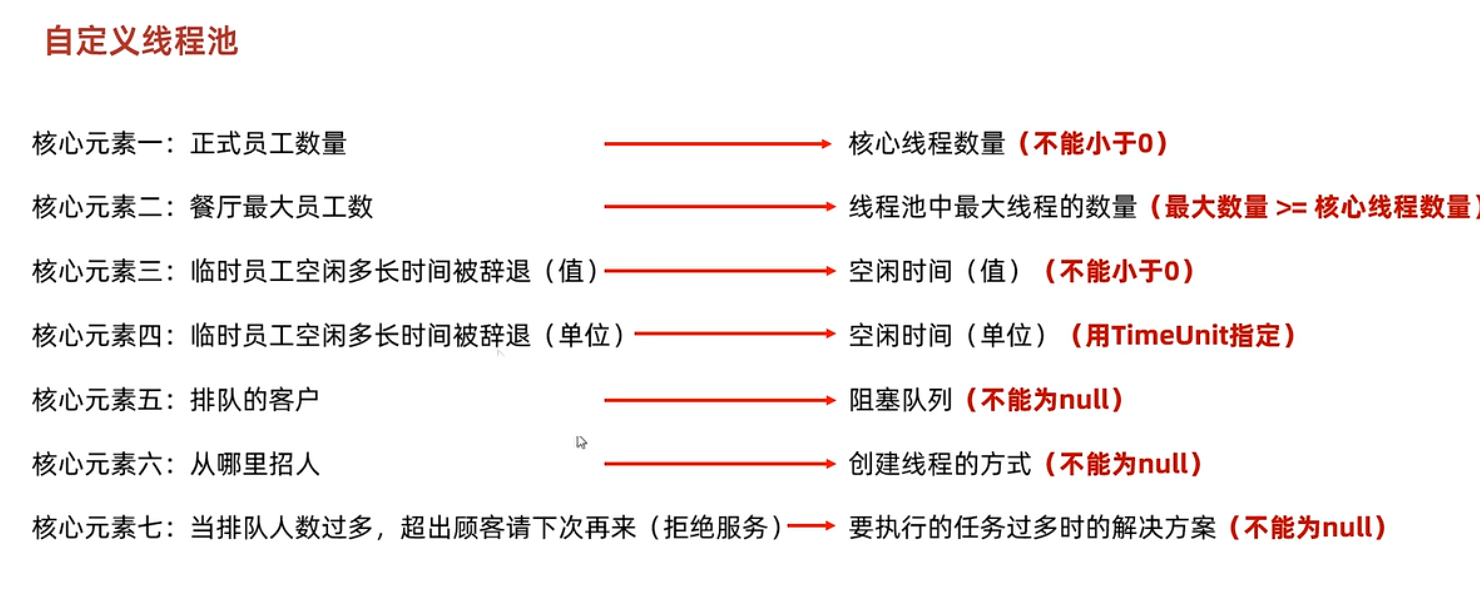 自定义线程池
核心元素一：正式员工数量 核心线程数量（不能小于0）
核心元素二：餐厅最大员工数 线程池中最大线程的数量（最大数量 >= 核心线程数量）
核心元素三：临时员工空闲多长时间被辞退（值） 空闲时间（值）（不能小于0）
核心元素四：临时员工空闲多长时间被辞退（单位） 空闲时间（单位）（用TimeUnit指定）
核心元素五：排队的客户 阻塞队列（不能为null）
核心元素六：从哪里招人 创建线程的方式（不能为null）
核心元素七：当排队人数过多，超出顾客请下次再来（拒绝服务） 要执行的任务过多时的解决方案（不能为null）